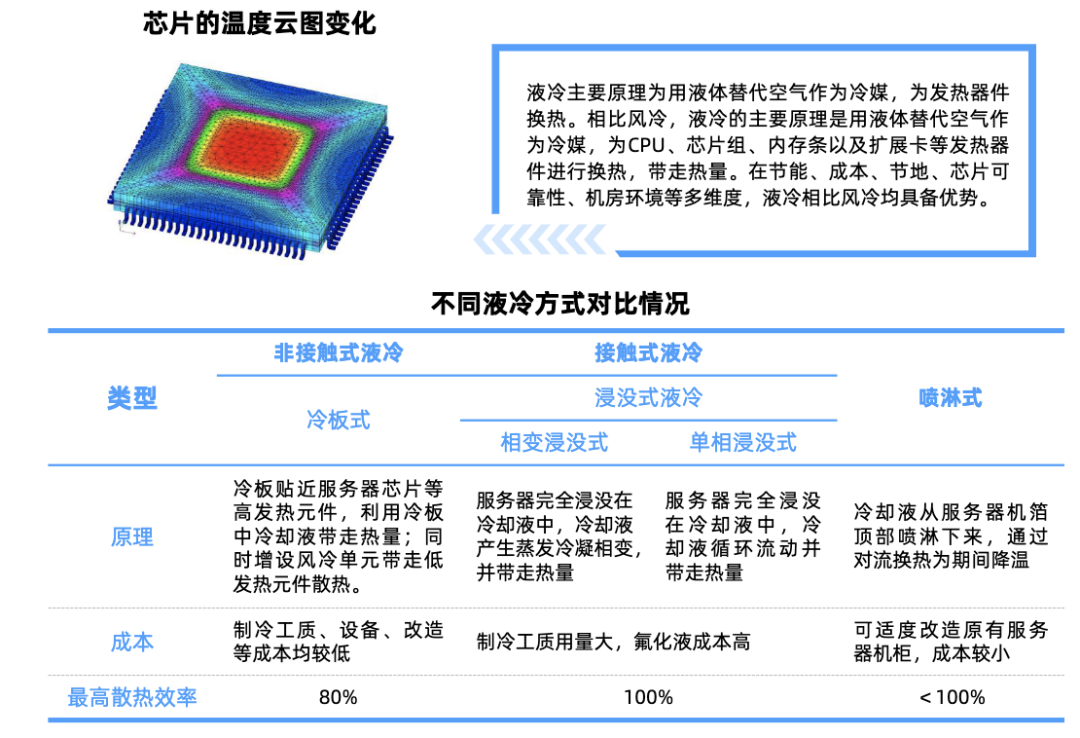 芯片的温度云图变化
液冷主要原理为用液体替代空气作为冷媒，为发热器件
换热。相比风冷，液冷的主要原理是用液体替代空气作
为冷媒，为CPU、芯片组、内存条以及扩展卡等发热器
件进行换热，带走热量。在节能、成本、节地、芯片可
靠性、机房环境等多维度，液冷相比风冷均具备优势。
不同液冷方式对比情况
类型
非接触式液冷
接触式液冷
喷淋式
冷板式
浸没式液冷
相变浸没式
单相浸没式
原理
冷板贴近服务器芯片等
高发热元件，利用冷板
中冷却液带走热量；同
时增设风冷单元带走低
发热元件散热。
服务器完全浸没在
冷却液中，冷却液
产生蒸发冷凝相变，
并带走热量
服务器完全浸没
在冷却液中，冷
却液循环流动并
带走热量
冷却液从服务器机箔
顶部喷淋下来，通过
对流换热为期间降温
成本
制冷工质、设备、改造
等成本均较低
制冷工质用量大，氟化液成本高
可适度改造原有服务
器机柜，成本较小
最高散热效率
80%
100%
< 100%